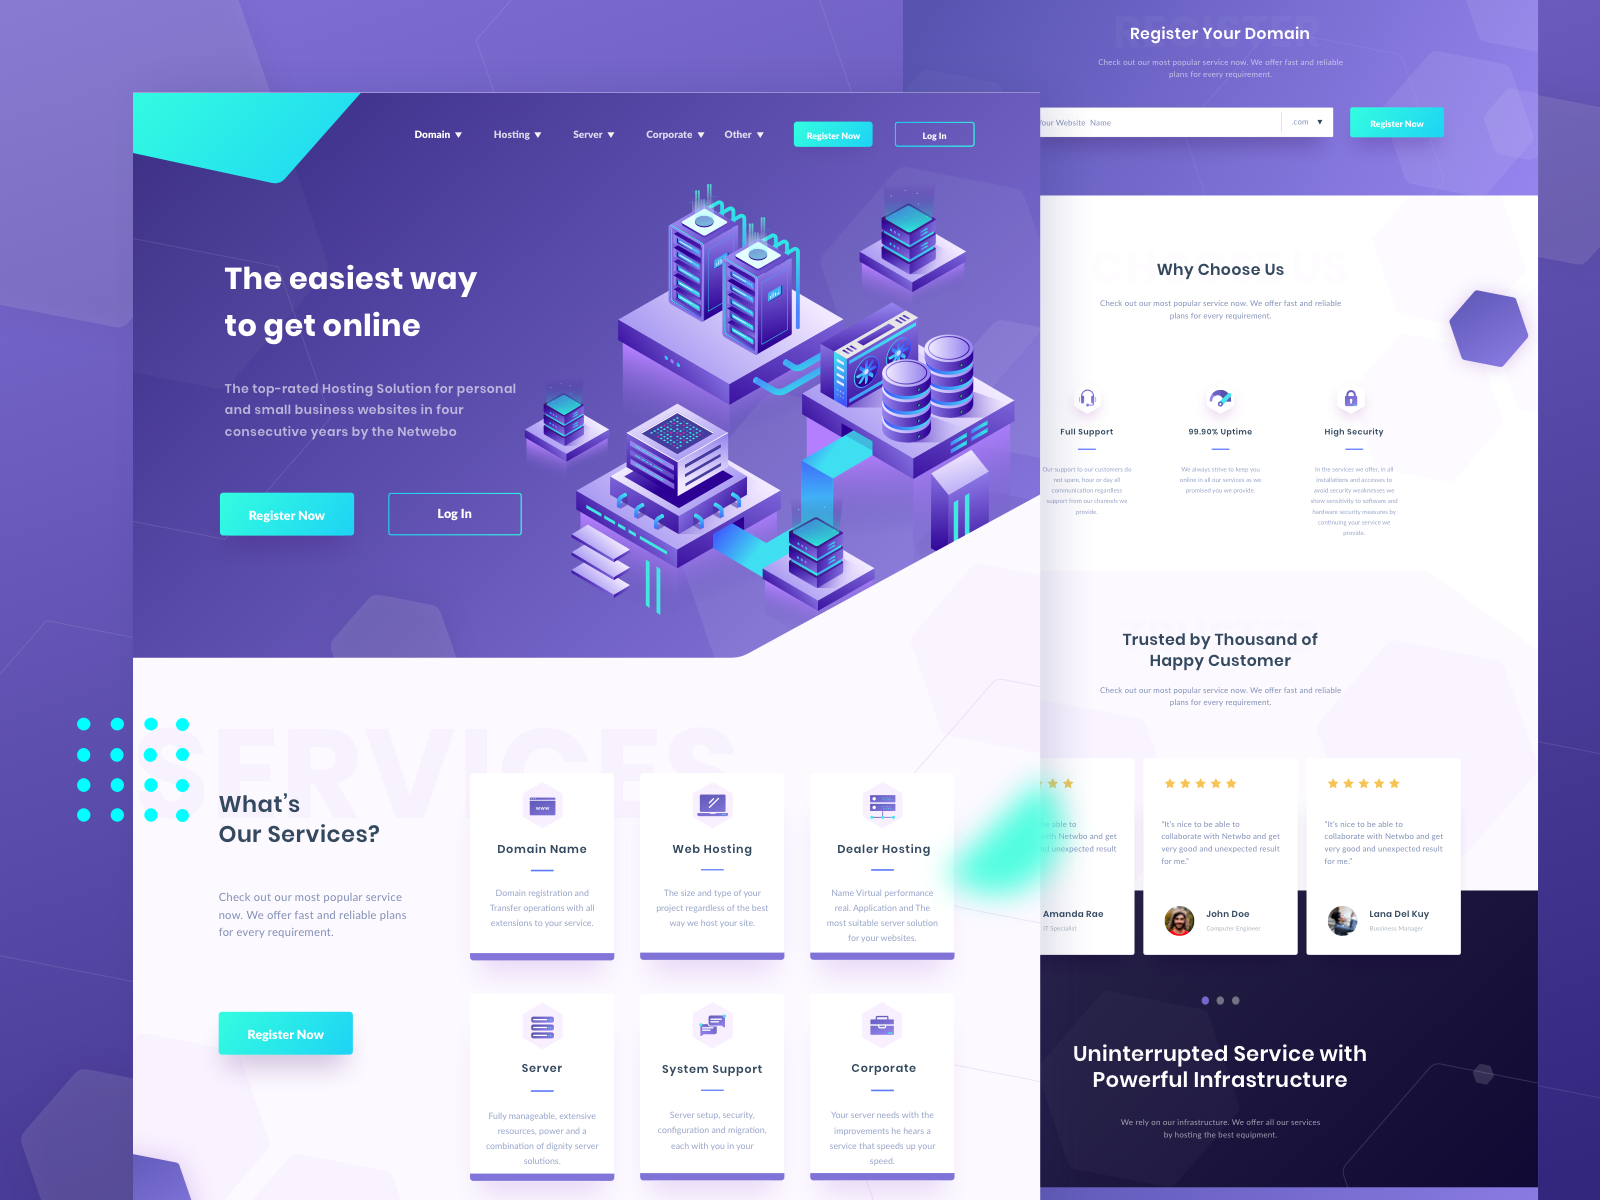 Domain
Hosting
Server
Corporate
Other
Register Now
Log In
The easiest way
to get online
The top-rated Hosting Solution for personal
and small business websites in four
consecutive years by the Netwebo
Register Now
Log In
SERVICES
What's
Our Services?
Check out our most popular service
now. We offer fast and reliable plans
for every requirement.
Register Now
www
Domain Name
Domain registration and
Transfer operations with all
extensions to your service.
Web Hosting
The size and type of your
project regardless of the best
way we host your site.
Dealer Hosting
Name Virtual performance
real. Application and The
most suitable server solution
for your websites.
Server
Fully manageable, extensive
resources, power and a
combination of dignity server
solutions.
System Support
Server setup, security,
configuration and migration,
each with you in your
Corporate
Your server needs with the
improvements he hears a
service that speeds up your
speed.
REGISTER
Register Your Domain
Check out our most popular service now. We offer fast and reliable
plans for every requirement.
Your Website Name
.com
Register Now
Why Choose Us
Check out our most popular service now. We offer fast and reliable
plans for every requirement.
Full Support
Our support to our customers do
not spare, hour or day all
communication regardless
support from our channels we
provide.
99.90% Uptime
We always strive to keep you
online in all our services as we
promised you we provide.
High Security
In the services we offer, in all
installations and accesses to
avoid security weaknesses we
show sensitivity to software and
hardware security measures by
continuing your service we
provide.
Trusted by Thousand of
Happy Customer
Check out our most popular service now. We offer fast and reliable
plans for every requirement.
be able to
with Netwbo and get
and unexpected result
Amanda Rae
IT Specialist
"It's nice to be able to
collaborate with Netwbo and get
very good and unexpected result
for me."
John Doe
Computer Engineer
"It's nice to be able to
collaborate with Netwbo and get
very good and unexpected result
for me."
Lana Del Kuy
Bussiness Manager
Uninterrupted Service with
Powerful Infrastructure
We rely on our infrastructure. We offer all our services
by hosting the best equipment.